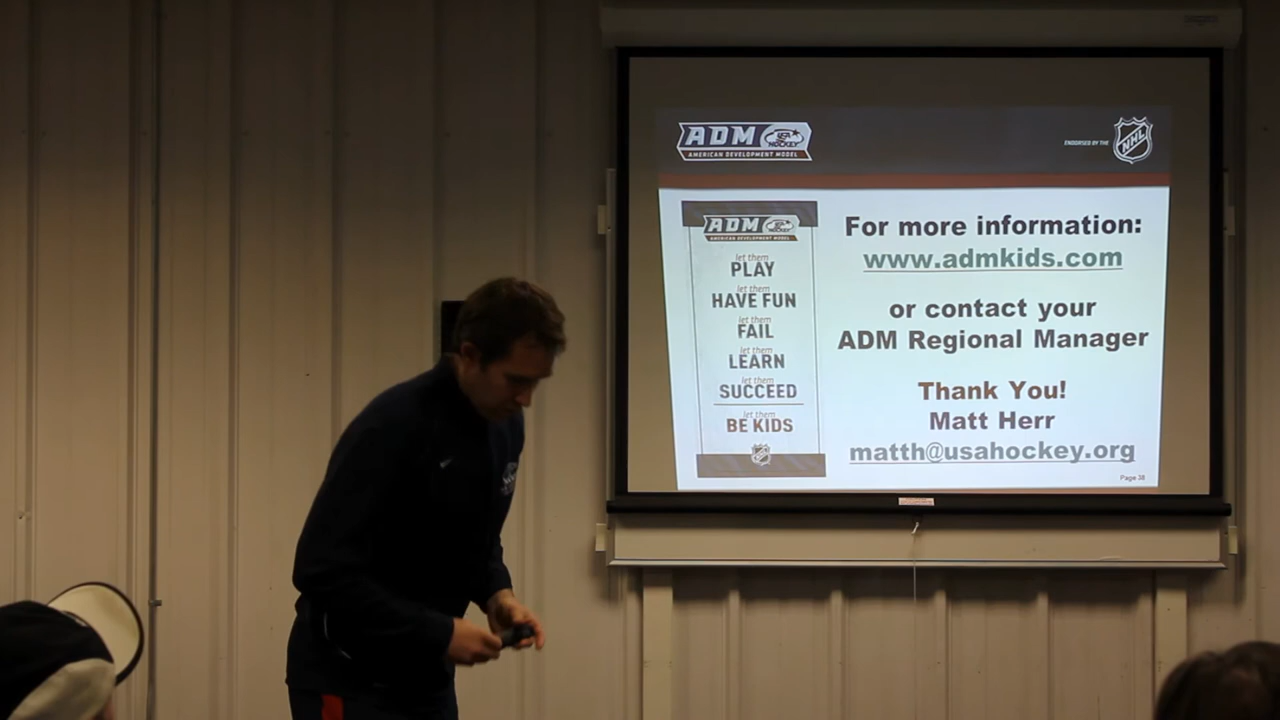 ADM
USA HOCKEY
AMERICAN DEVELOPMENT MODEL
ENDORSED BY THE
NHL
ADM
AMERICAN DEVELOPMENT MODEL
let them
PLAY
let them
HAVE FUN
let them
FAIL
let them
LEARN
let them
SUCCEED
let them
BE KIDS
For more information:
www.admkids.com
or contact your
ADM Regional Manager
Thank You!
Matt Herr
matth@usahockey.org
Page 38